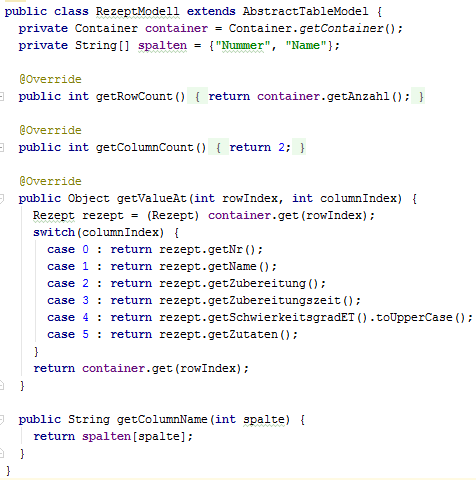 public class RezeptModell extends AbstractTableModel {
private Container container = Container.getContainer();
private String[] spalten = {"Nummer", "Name"};
@Override
public int getRowCount() { return container.getAnzahl(); }
@Override
public int getColumnCount() { return 2; }
@Override
public Object getValueAt(int rowIndex, int columnIndex) {
Rezept rezept = (Rezept) container.get(rowIndex);
switch(columnIndex) {
case 0 : return rezept.getNr();
case 1 : return rezept.getName();
case 2 : return rezept.getZubereitung();
case 3 : return rezept.getZubereitungszeit();
case 4 : return rezept.getSchwierkeitsgradET().toUpperCase();
case 5 : return rezept.getZutaten();
}
return container.get(rowIndex);
}
public String getColumnName(int spalte) {
return spalten[spalte];
}
}